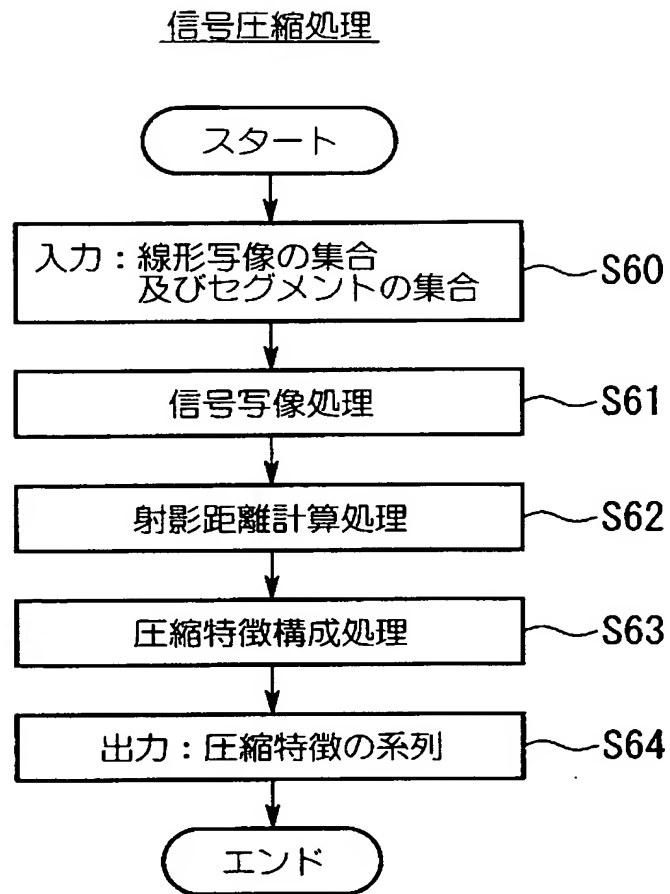 信号圧縮処理
スタート
入力：線形写像の集合
及びセグメントの集合
S60
信号写像処理
S61
射影距離計算処理
S62
圧縮特徴構成処理
S63
出力：圧縮特徴の系列
S64
エンド